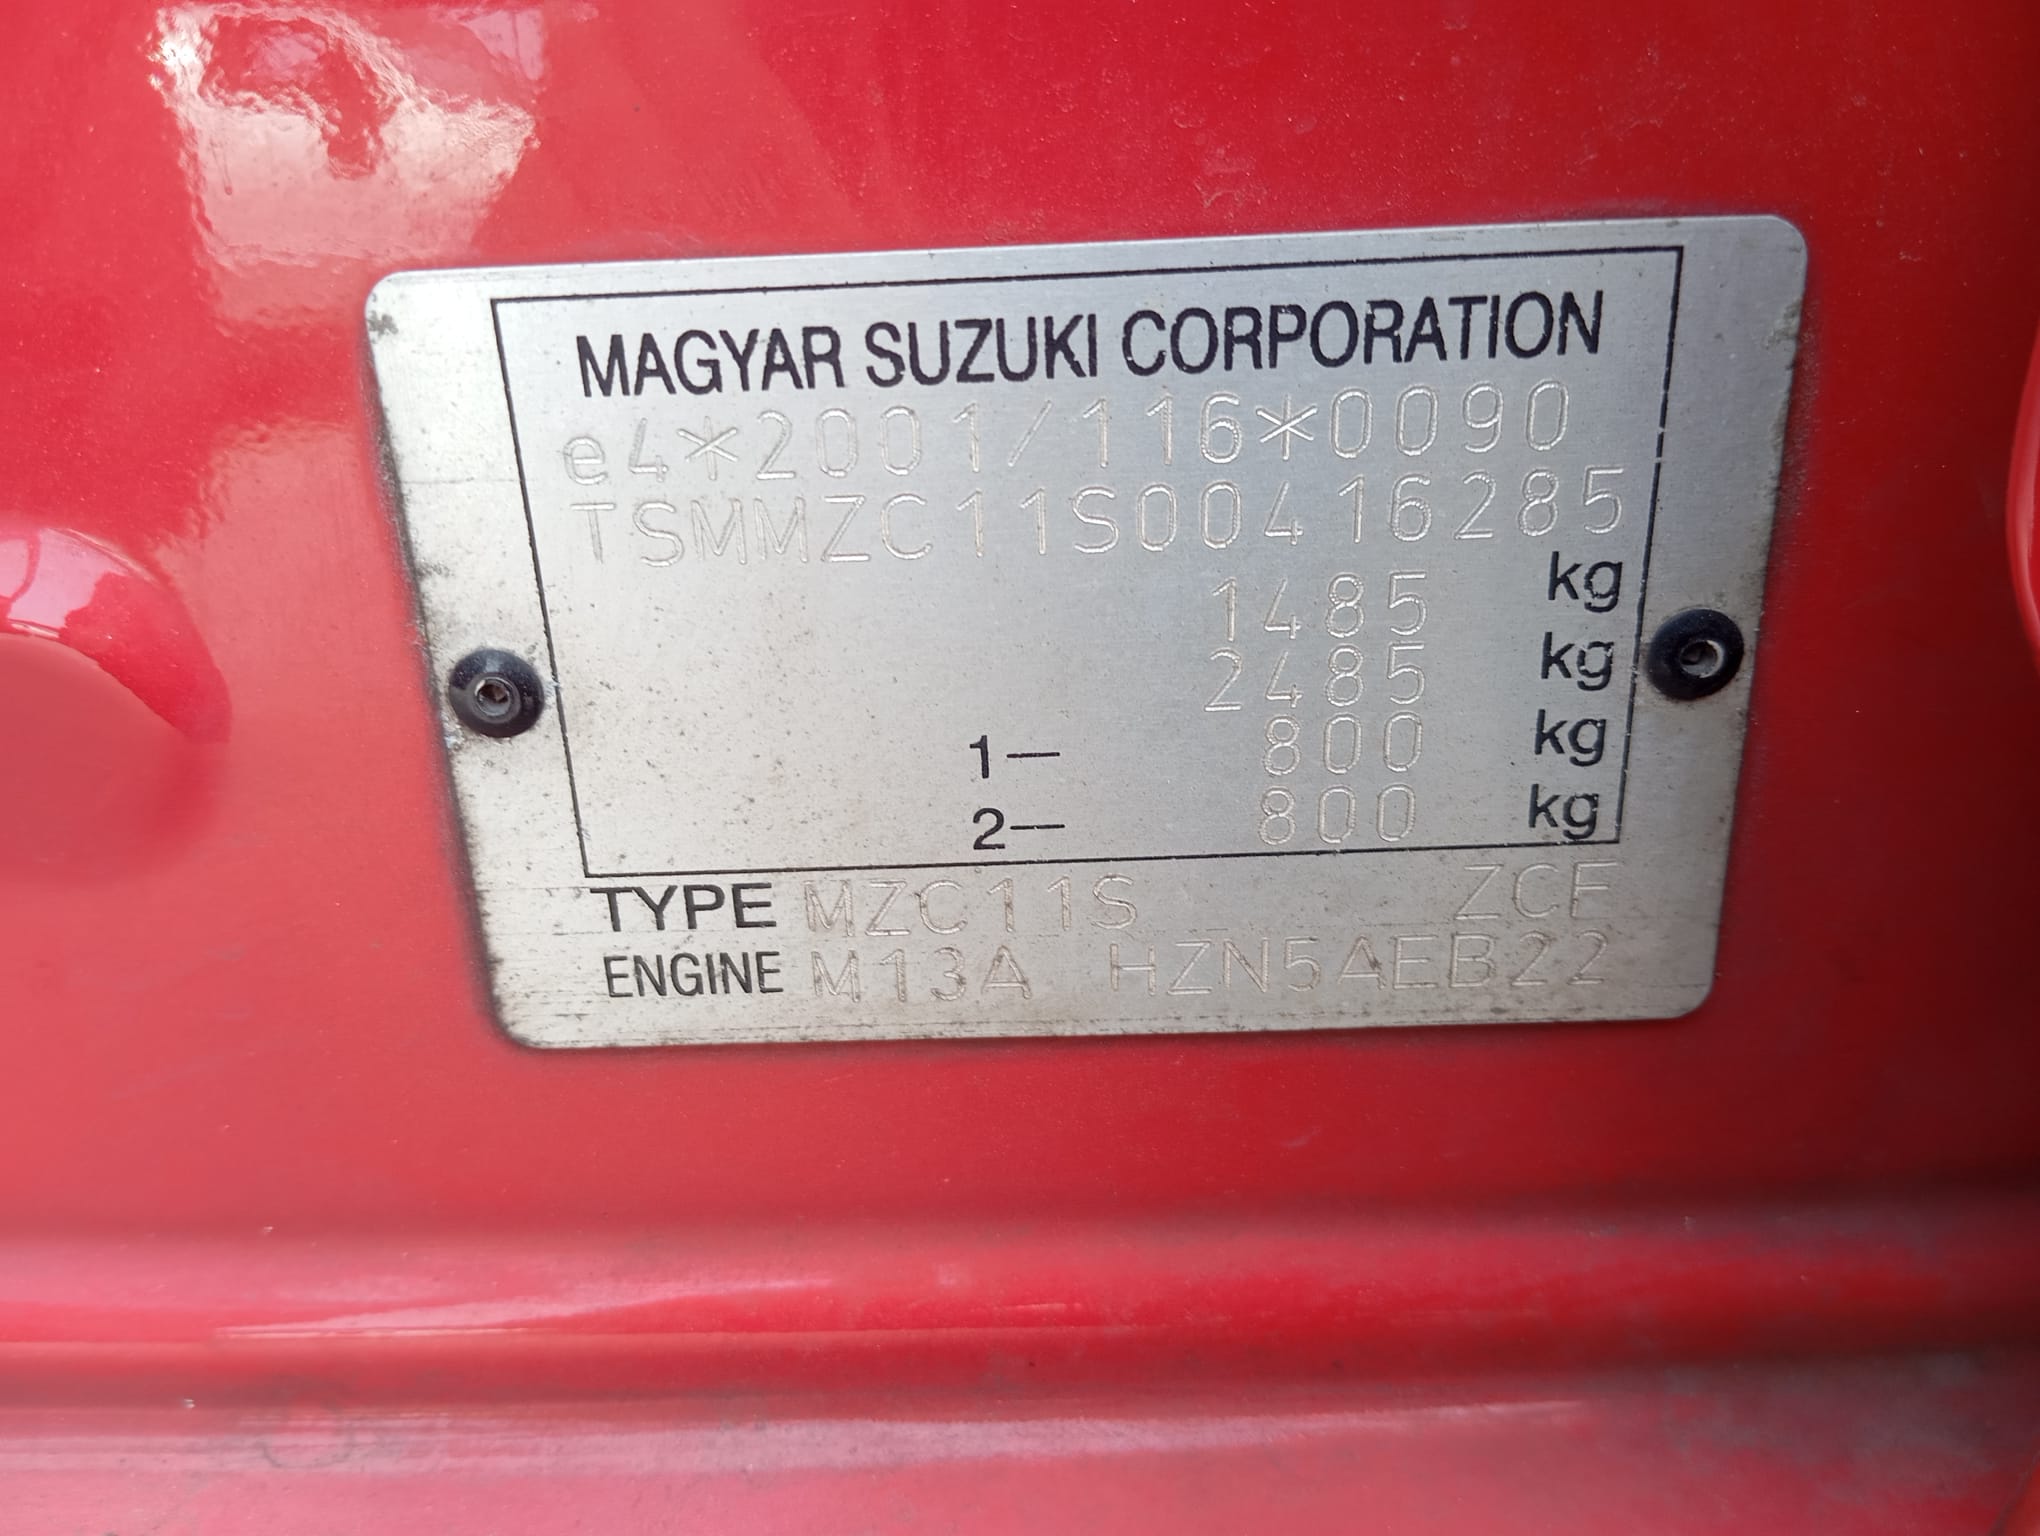 MAGYAR SUZUKI CORPORATION
e4*2001/116*0090
TSMMZC11S00416285
1485 kg
2485 kg
1— 800 kg
2— 800 kg
TYPE MZC11S ZCF
ENGINE M13A HZN5AEB22